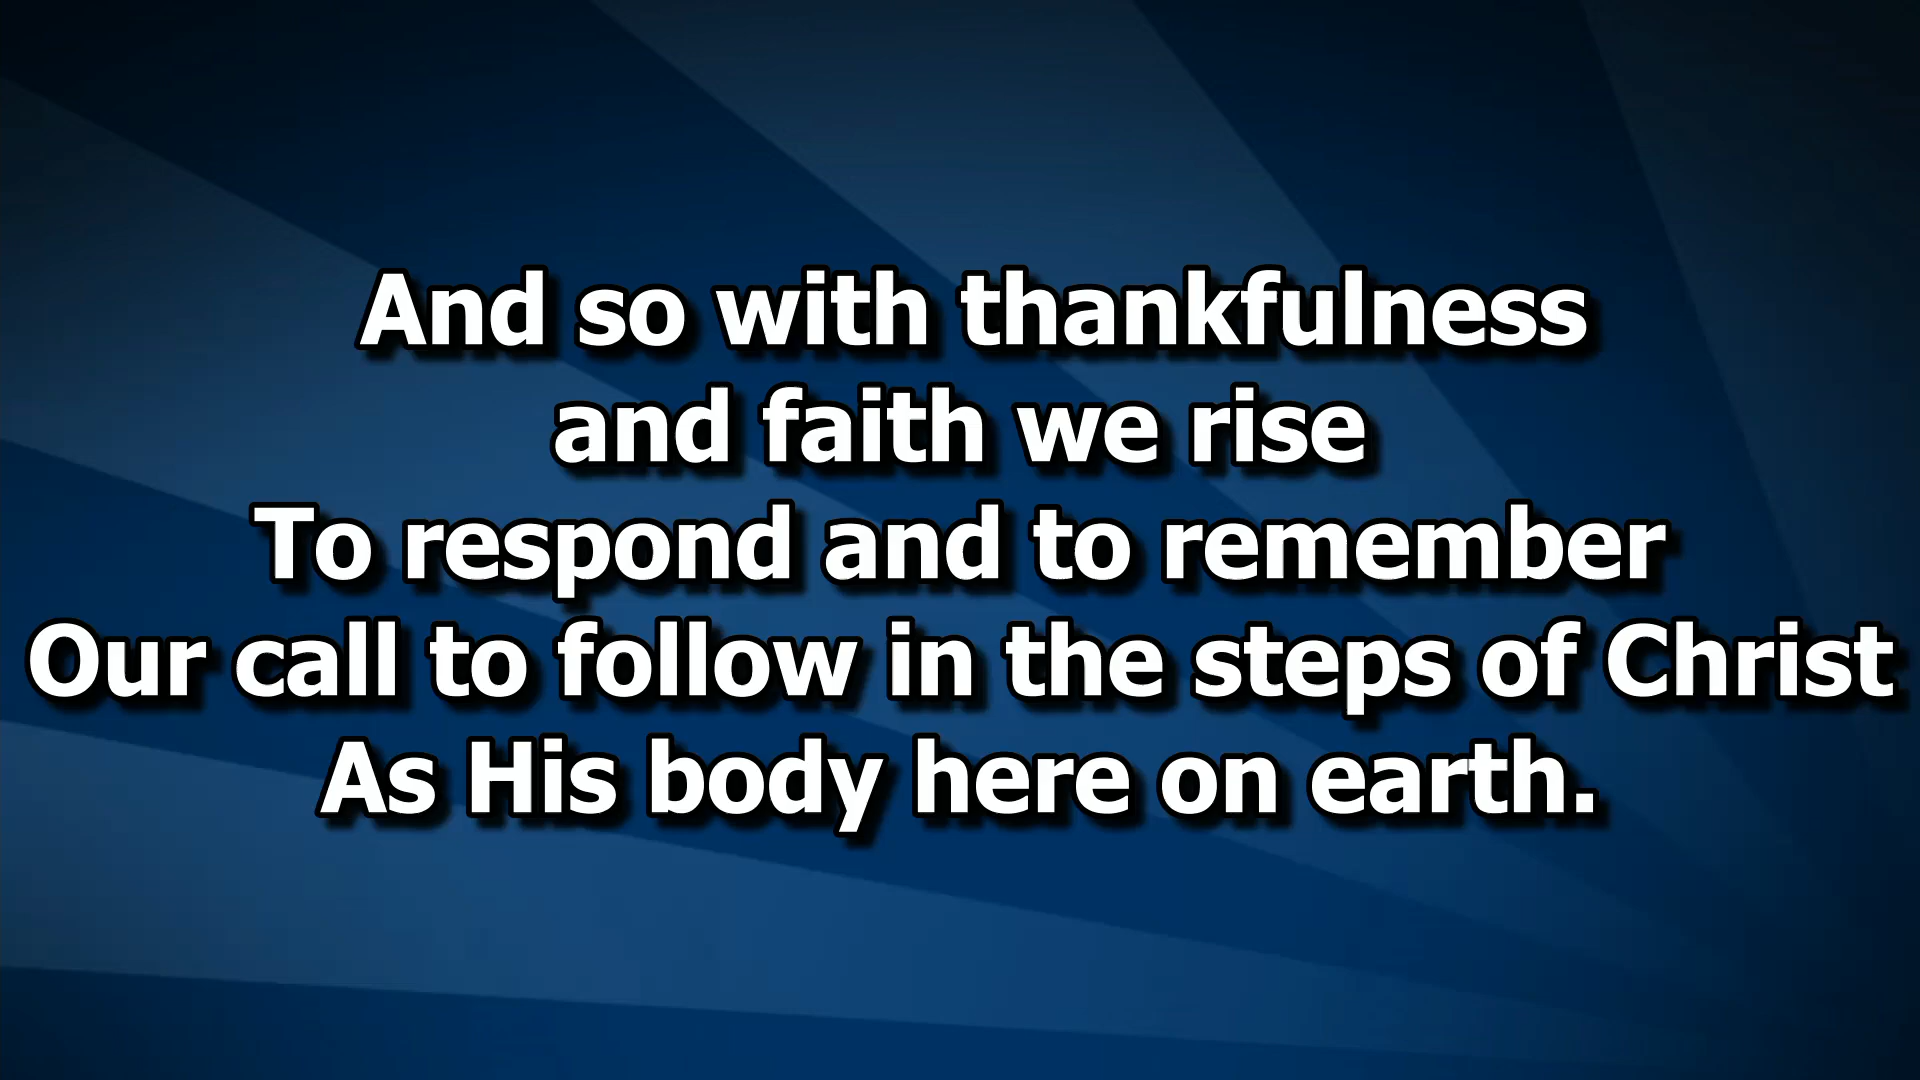 And so with thankfulness
and faith we rise
To respond and to remember
Our call to follow in the steps of Christ
As His body here on earth.